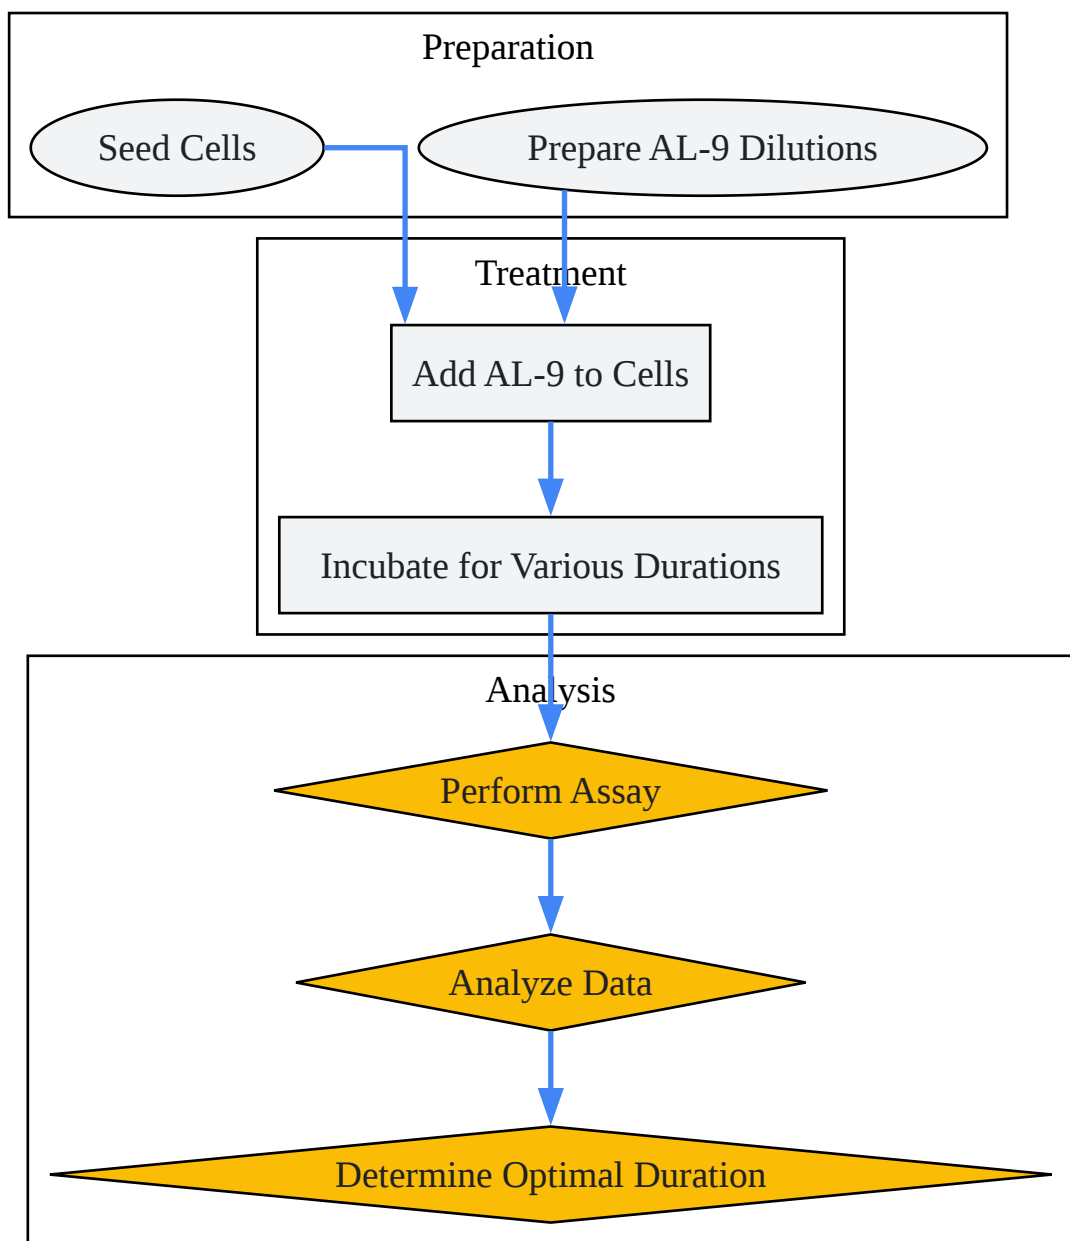 Preparation
Seed Cells
Prepare AL-9 Dilutions
Treatment
Add AL-9 to Cells
Incubate for Various Durations
Analysis
Perform Assay
Analyze Data
Determine Optimal Duration